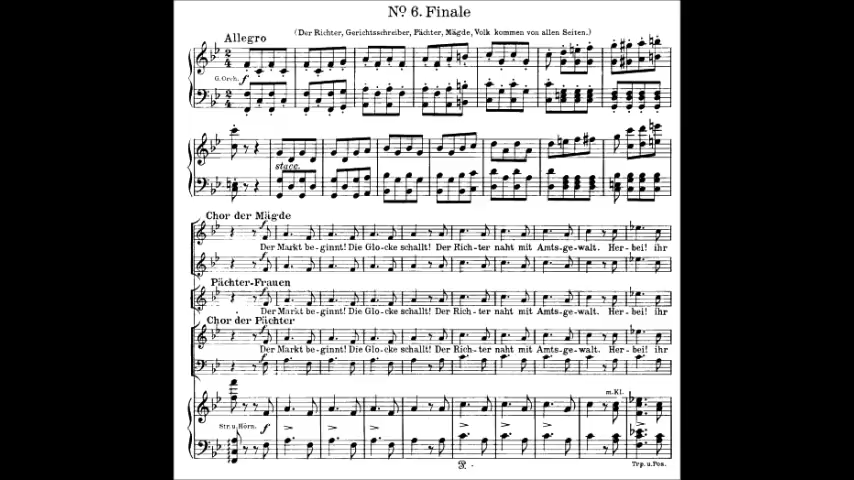 No 6. Finale
Allegro
(Der Richter, Gerichtsschreiber, Pächter, Mägde, Volk kommen von allen Seiten.)
G.Orch. f
stacc.
Chor der Mägde
f
Der Markt be-ginnt! Die Glo-cke schallt! Der Rich-ter naht mit Amts-ge-walt. Her-bei! ihr
Pächter-Frauen
f
Der Markt be-ginnt! Die Glo-cke schallt! Der Rich-ter naht mit Amts-ge-walt. Her-bei! ihr
Chor der Pächter
f
Der Markt be-ginnt! Die Glo-cke schallt! Der Rich-ter naht mit Amts-ge-walt. Her-bei! ihr
f
m.Kl.
Str.u.Hörn. f
Trp. u.Pos.